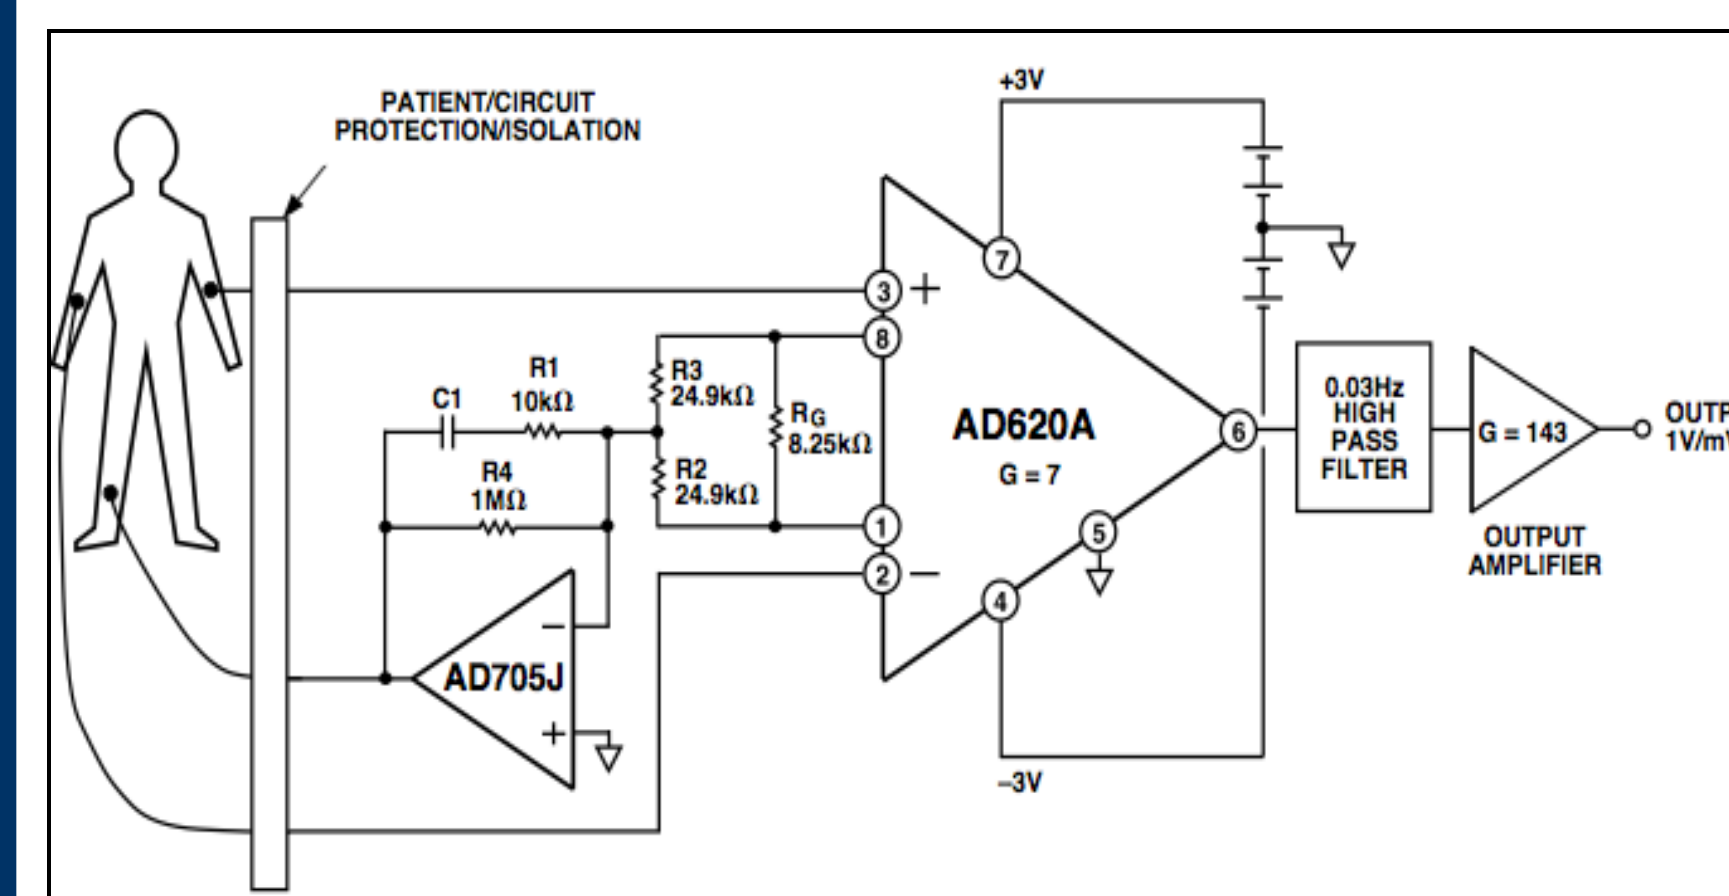 PATIENT/CIRCUIT
PROTECTION/ISOLATION
+3V
7
3 +
8
R1
10kΩ
C1
R3
24.9kΩ
RG
8.25kΩ
R4
1MΩ
R2
24.9kΩ
AD620A
G = 7
6
0.03Hz
HIGH
PASS
FILTER
G = 143
OUTP
1V/m
1
5
2 –
4
OUTPUT
AMPLIFIER
–
AD705J
+
–3V